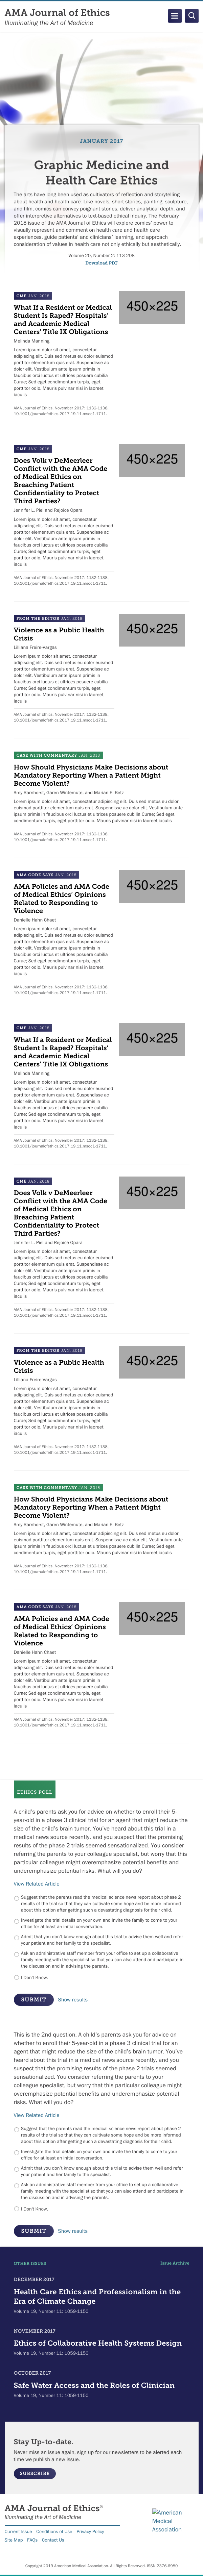 AMA Journal of Ethics
Illuminating the Art of Medicine
JANUARY 2017
Graphic Medicine and
Health Care Ethics
The arts have long been used as cultivators of reflection and storytelling
about health and health care. Like novels, short stories, painting, sculpture,
and film, comics can convey poignant stories, deliver analytical depth, and
offer interpretative alternatives to text-based ethical inquiry. The February
2018 issue of the AMA Journal of Ethics will explore comics' power to
visually represent and comment on health care and health care
experiences, guide patients' and clinicians' learning, and approach
consideration of values in health care not only ethically but aesthetically.
Volume 20, Number 2: 113-208
Download PDF
CME JAN. 2018
What If a Resident or Medical
Student Is Raped? Hospitals'
and Academic Medical
Centers' Title IX Obligations
Melinda Manning
Lorem ipsum dolor sit amet, consectetur
adipiscing elit. Duis sed metus eu dolor euismod
porttitor elementum quis erat. Suspendisse ac
dolor elit. Vestibulum ante ipsum primis in
faucibus orci luctus et ultrices posuere cubilia
Curae; Sed eget condimentum turpis, eget
porttitor odio. Mauris pulvinar nisi in laoreet
iaculis
AMA Journal of Ethics. November 2017: 1132-1138,.
10.1001/journalofethics.2017.19.11.msoc1-1711.
450×225
CME JAN. 2018
Does Volk v DeMeerleer
Conflict with the AMA Code
of Medical Ethics on
Breaching Patient
Confidentiality to Protect
Third Parties?
Jennifer L. Piel and Rejoice Opara
Lorem ipsum dolor sit amet, consectetur
adipiscing elit. Duis sed metus eu dolor euismod
porttitor elementum quis erat. Suspendisse ac
dolor elit. Vestibulum ante ipsum primis in
faucibus orci luctus et ultrices posuere cubilia
Curae; Sed eget condimentum turpis, eget
porttitor odio. Mauris pulvinar nisi in laoreet
iaculis
AMA Journal of Ethics. November 2017: 1132-1138,.
10.1001/journalofethics.2017.19.11.msoc1-1711.
450×225
FROM THE EDITOR JAN. 2018
Violence as a Public Health
Crisis
Lilliana Freire-Vargas
Lorem ipsum dolor sit amet, consectetur
adipiscing elit. Duis sed metus eu dolor euismod
porttitor elementum quis erat. Suspendisse ac
dolor elit. Vestibulum ante ipsum primis in
faucibus orci luctus et ultrices posuere cubilia
Curae; Sed eget condimentum turpis, eget
porttitor odio. Mauris pulvinar nisi in laoreet
iaculis
AMA Journal of Ethics. November 2017: 1132-1138,.
10.1001/journalofethics.2017.19.11.msoc1-1711.
450×225
CASE WITH COMMENTARY JAN. 2018
How Should Physicians Make Decisions about
Mandatory Reporting When a Patient Might
Become Violent?
Amy Barnhorst, Garen Wintemute, and Marian E. Betz
Lorem ipsum dolor sit amet, consectetur adipiscing elit. Duis sed metus eu dolor
euismod porttitor elementum quis erat. Suspendisse ac dolor elit. Vestibulum ante
ipsum primis in faucibus orci luctus et ultrices posuere cubilia Curae; Sed eget
condimentum turpis, eget porttitor odio. Mauris pulvinar nisi in laoreet iaculis
AMA Journal of Ethics. November 2017: 1132-1138,.
10.1001/journalofethics.2017.19.11.msoc1-1711.
AMA CODE SAYS JAN. 2018
AMA Policies and AMA Code
of Medical Ethics' Opinions
Related to Responding to
Violence
Danielle Hahn Chaet
Lorem ipsum dolor sit amet, consectetur
adipiscing elit. Duis sed metus eu dolor euismod
porttitor elementum quis erat. Suspendisse ac
dolor elit. Vestibulum ante ipsum primis in
faucibus orci luctus et ultrices posuere cubilia
Curae; Sed eget condimentum turpis, eget
porttitor odio. Mauris pulvinar nisi in laoreet
iaculis
AMA Journal of Ethics. November 2017: 1132-1138,.
10.1001/journalofethics.2017.19.11.msoc1-1711.
450×225
CME JAN. 2018
What If a Resident or Medical
Student Is Raped? Hospitals'
and Academic Medical
Centers' Title IX Obligations
Melinda Manning
Lorem ipsum dolor sit amet, consectetur
adipiscing elit. Duis sed metus eu dolor euismod
porttitor elementum quis erat. Suspendisse ac
dolor elit. Vestibulum ante ipsum primis in
faucibus orci luctus et ultrices posuere cubilia
Curae; Sed eget condimentum turpis, eget
porttitor odio. Mauris pulvinar nisi in laoreet
iaculis
AMA Journal of Ethics. November 2017: 1132-1138,.
10.1001/journalofethics.2017.19.11.msoc1-1711.
450×225
CME JAN. 2018
Does Volk v DeMeerleer
Conflict with the AMA Code
of Medical Ethics on
Breaching Patient
Confidentiality to Protect
Third Parties?
Jennifer L. Piel and Rejoice Opara
Lorem ipsum dolor sit amet, consectetur
adipiscing elit. Duis sed metus eu dolor euismod
porttitor elementum quis erat. Suspendisse ac
dolor elit. Vestibulum ante ipsum primis in
faucibus orci luctus et ultrices posuere cubilia
Curae; Sed eget condimentum turpis, eget
porttitor odio. Mauris pulvinar nisi in laoreet
iaculis
AMA Journal of Ethics. November 2017: 1132-1138,.
10.1001/journalofethics.2017.19.11.msoc1-1711.
450×225
FROM THE EDITOR JAN. 2018
Violence as a Public Health
Crisis
Lilliana Freire-Vargas
Lorem ipsum dolor sit amet, consectetur
adipiscing elit. Duis sed metus eu dolor euismod
porttitor elementum quis erat. Suspendisse ac
dolor elit. Vestibulum ante ipsum primis in
faucibus orci luctus et ultrices posuere cubilia
Curae; Sed eget condimentum turpis, eget
porttitor odio. Mauris pulvinar nisi in laoreet
iaculis
AMA Journal of Ethics. November 2017: 1132-1138,.
10.1001/journalofethics.2017.19.11.msoc1-1711.
450×225
CASE WITH COMMENTARY JAN. 2018
How Should Physicians Make Decisions about
Mandatory Reporting When a Patient Might
Become Violent?
Amy Barnhorst, Garen Wintemute, and Marian E. Betz
Lorem ipsum dolor sit amet, consectetur adipiscing elit. Duis sed metus eu dolor
euismod porttitor elementum quis erat. Suspendisse ac dolor elit. Vestibulum ante
ipsum primis in faucibus orci luctus et ultrices posuere cubilia Curae; Sed eget
condimentum turpis, eget porttitor odio. Mauris pulvinar nisi in laoreet iaculis
AMA Journal of Ethics. November 2017: 1132-1138,.
10.1001/journalofethics.2017.19.11.msoc1-1711.
AMA CODE SAYS JAN. 2018
AMA Policies and AMA Code
of Medical Ethics' Opinions
Related to Responding to
Violence
Danielle Hahn Chaet
Lorem ipsum dolor sit amet, consectetur
adipiscing elit. Duis sed metus eu dolor euismod
porttitor elementum quis erat. Suspendisse ac
dolor elit. Vestibulum ante ipsum primis in
faucibus orci luctus et ultrices posuere cubilia
Curae; Sed eget condimentum turpis, eget
porttitor odio. Mauris pulvinar nisi in laoreet
iaculis
AMA Journal of Ethics. November 2017: 1132-1138,.
10.1001/journalofethics.2017.19.11.msoc1-1711.
450×225
ETHICS POLL
A child's parents ask you for advice on whether to enroll their 5-
year-old in a phase 3 clinical trial for an agent that might reduce the
size of the child's brain tumor. You've read about this trial in a
medical news source recently, and you suspect that the promising
results of the phase 2 trials seemed sensationalized. You consider
referring the parents to your colleague specialist, but worry that this
particular colleague might overemphasize potential benefits and
underemphasize potential risks. What will you do?
View Related Article
Suggest that the parents read the medical science news report about phase 2
results of the trial so that they can cultivate some hope and be more informed
about this option after getting such a devastating diagnosis for their child.
Investigate the trial details on your own and invite the family to come to your
office for at least an initial conversation.
Admit that you don't know enough about this trial to advise them well and refer
your patient and her family to the specialist.
Ask an administrative staff member from your office to set up a consultative
family meeting with the specialist so that you can also attend and participate in
the discussion in answering the parents.
I Don't Know.
SUBMIT
Show results
This is the 2nd question. A child's parents ask you for advice on
whether to enroll their 5-year-old in a phase 3 clinical trial for an
agent that might reduce the size of the child's brain tumor. You've
read about this trial in a medical news source recently, and you
suspect that the promising results of the phase 2 trials seemed
sensationalized. You consider referring the parents to your
colleague specialist, but worry that this particular colleague might
overemphasize potential benefits and underemphasize potential
risks. What will you do?
View Related Article
Suggest that the parents read the medical science news report about phase 2
results of the trial so that they can cultivate some hope and be more informed
about this option after getting such a devastating diagnosis for their child.
Investigate the trial details on your own and invite the family to come to your
office for at least an initial conversation.
Admit that you don't know enough about this trial to advise them well and refer
your patient and her family to the specialist.
Ask an administrative staff member from your office to set up a consultative
family meeting with the specialist so that you can also attend and participate in
the discussion in answering the parents.
I Don't Know.
SUBMIT
Show results
OTHER ISSUES
Issue Archive
DECEMBER 2017
Health Care Ethics and Professionalism in the
Era of Climate Change
Volume 19, Number 11: 1059-1150
NOVEMBER 2017
Ethics of Collaborative Health Systems Design
Volume 19, Number 11: 1059-1150
OCTOBER 2017
Safe Water Access and the Roles of Clinician
Volume 19, Number 11: 1059-1150
Stay Up-to-date.
Never miss an issue again, sign up for our newsletters to be alerted each
time we publish a new issue.
SUBSCRIBE
AMA Journal of Ethics®
Illuminating the Art of Medicine
American
Medical
Association
Current Issue Conditions of Use Privacy Policy
Site Map FAQs Contact Us
Copyright 2019 American Medical Association. All Rights Reserved. ISSN 2376-6980